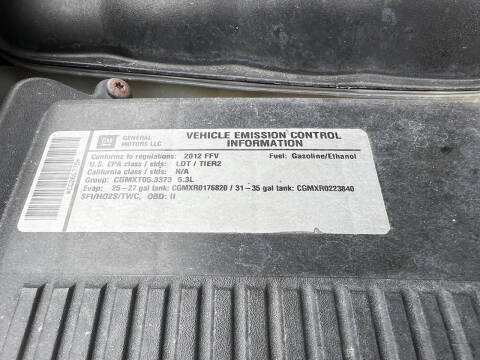 GM
GENERAL MOTORS LLC
VEHICLE EMISSION CONTROL INFORMATION
Conforms to regulations: 2012 FFV Fuel: Gasoline/Ethanol
U.S. EPA class / stds: LDT / TIER2
California class / stds: N/A
Group: CGMXT05.3373 5.3L
Evap: 25-27 gal tank: CGMXR0176820 / 31-35 gal tank: CGMXR0223840
SFI/HO2S/TWC, OBD: II